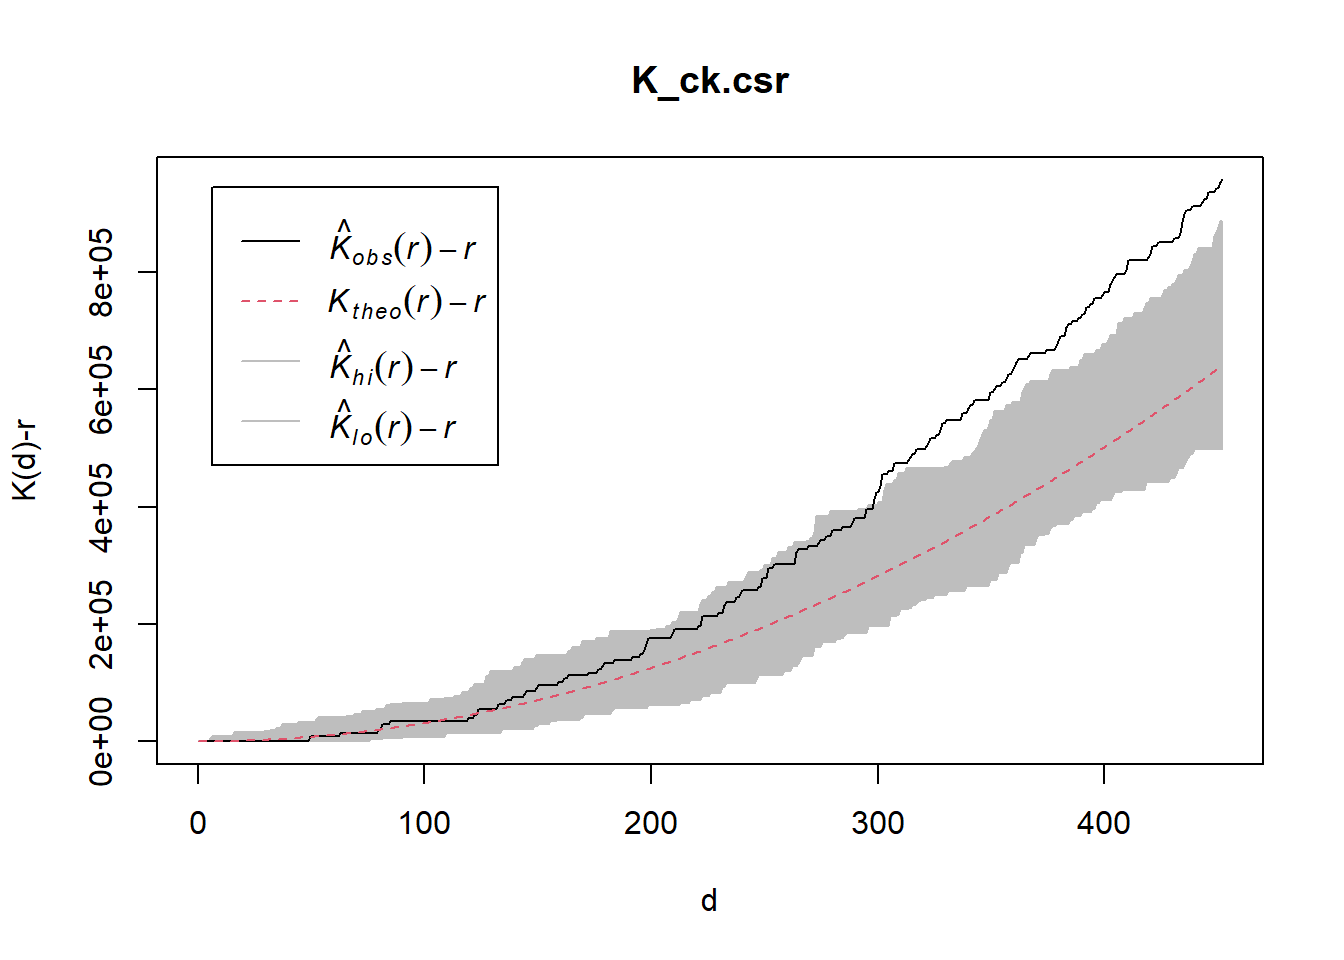 K_ck.csr
K̂obs(r) – r
Ktheo(r) – r
K̂hi(r) – r
K̂lo(r) – r
K(d)-r
0e+00 2e+05 4e+05 6e+05 8e+05
0 100 200 300 400
d